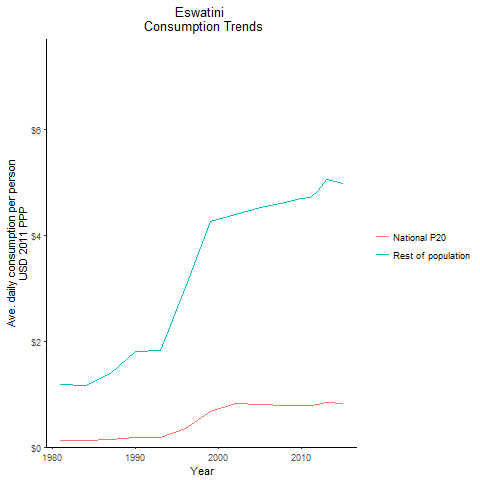 Eswatini
Consumption Trends
Ave. daily consumption per person
USD 2011 PPP
$6
$4
$2
$0
1980
1990
2000
2010
Year
National P20
Rest of population